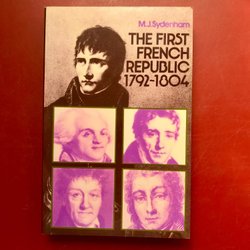 M.J.Sydenham
THE FIRST
FRENCH
REPUBLIC
1792-1804